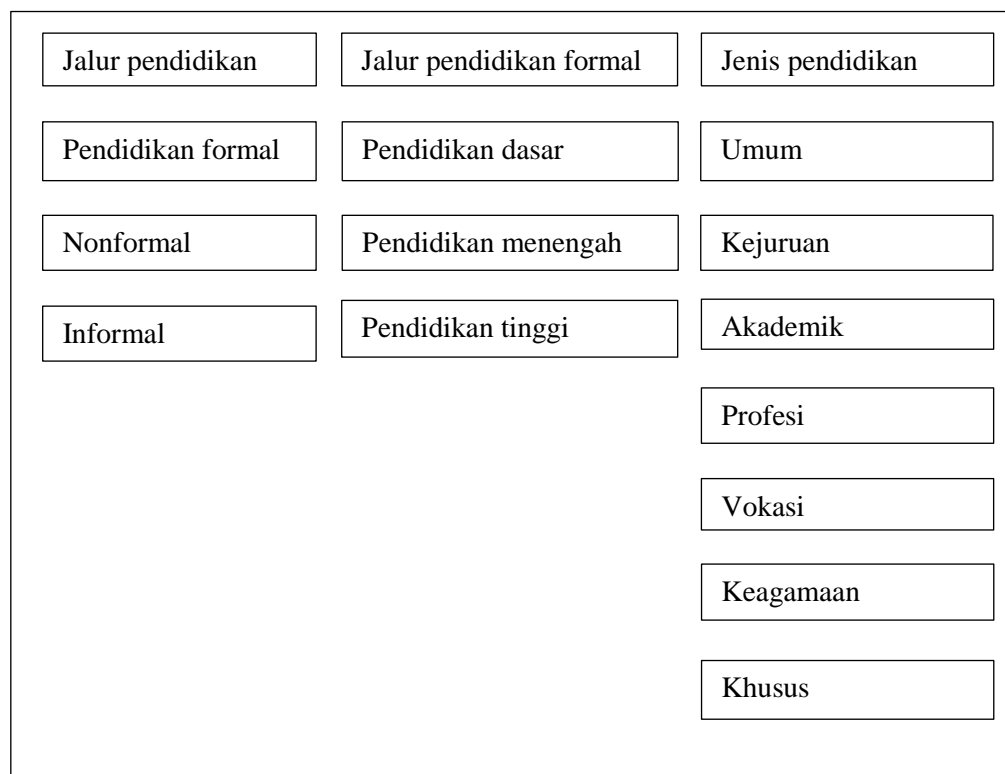 Jalur pendidikan
Jalur pendidikan formal
Jenis pendidikan
Pendidikan formal
Pendidikan dasar
Umum
Nonformal
Pendidikan menengah
Kejuruan
Informal
Pendidikan tinggi
Akademik
Profesi
Vokasi
Keagamaan
Khusus